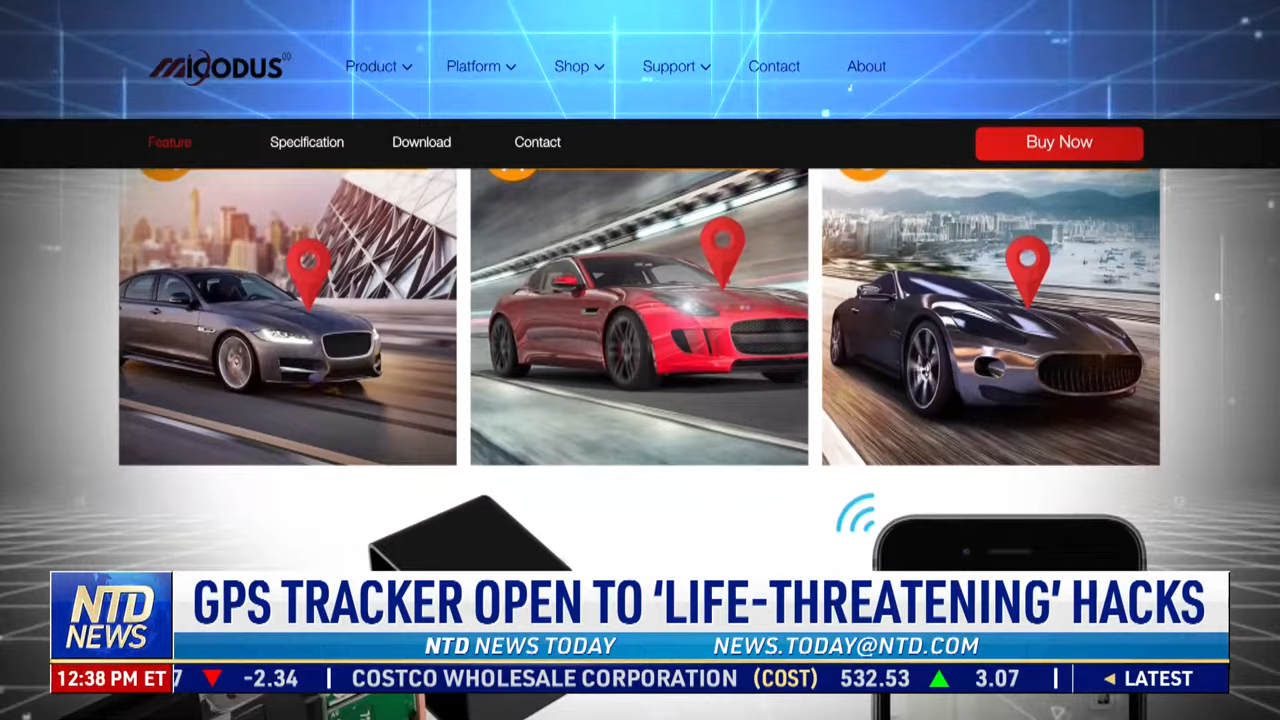 MiCODUS
Product Platform Shop Support Contact About
Feature Specification Download Contact Buy Now
GPS TRACKER OPEN TO ‘LIFE-THREATENING’ HACKS
NTD NEWS
NTD NEWS TODAY NEWS.TODAY@NTD.COM
12:38 PM ET 7 ▼ -2.34 | COSTCO WHOLESALE CORPORATION (COST) 532.53 ▲ 3.07 | ◄ LATEST